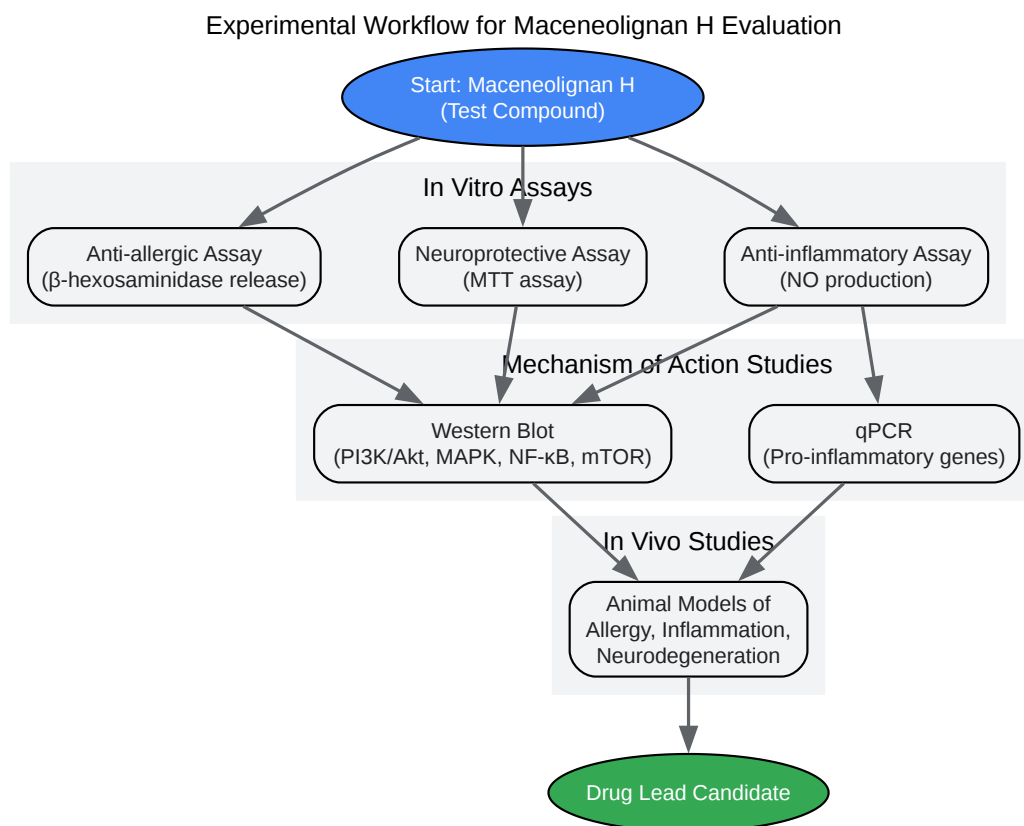 Experimental Workflow for Maceneolignan H Evaluation
Start: Maceneolignan H
(Test Compound)
In Vitro Assays
Anti-allergic Assay
(β-hexosaminidase release)
Neuroprotective Assay
(MTT assay)
Anti-inflammatory Assay
(NO production)
Mechanism of Action Studies
Western Blot
(PI3K/Akt, MAPK, NF-κB, mTOR)
qPCR
(Pro-inflammatory genes)
In Vivo Studies
Animal Models of
Allergy, Inflammation,
Neurodegeneration
Drug Lead Candidate